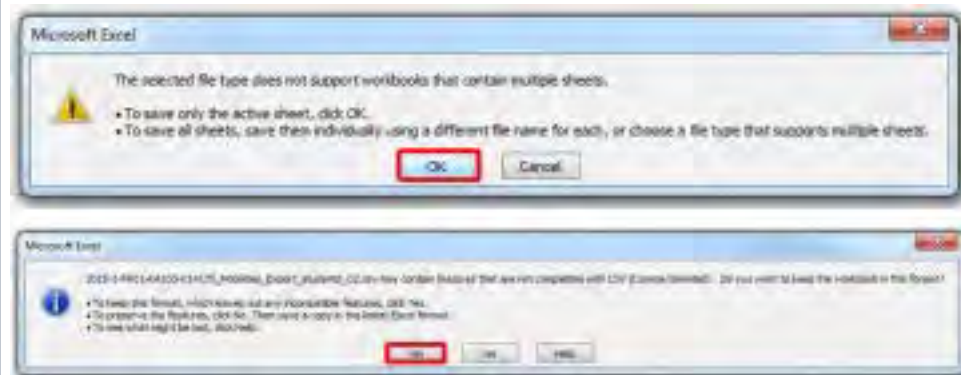 Microsoft Excel
The selected file type does not support workbooks that contain multiple sheets.
• To save only the active sheet, click OK.
• To save all sheets, save them individually using a different file name for each, or choose a file type that supports multiple sheets.
OK
Cancel
Microsoft Excel
may contain features that are not compatible with CSV (Comma delimited). Do you want to keep the workbook in this format?
• To keep this format, which leaves out any incompatible features, click Yes.
• To preserve the features, click No. Then save a copy in the latest Excel format.
• To see what might be lost, click Help.
Yes
Help